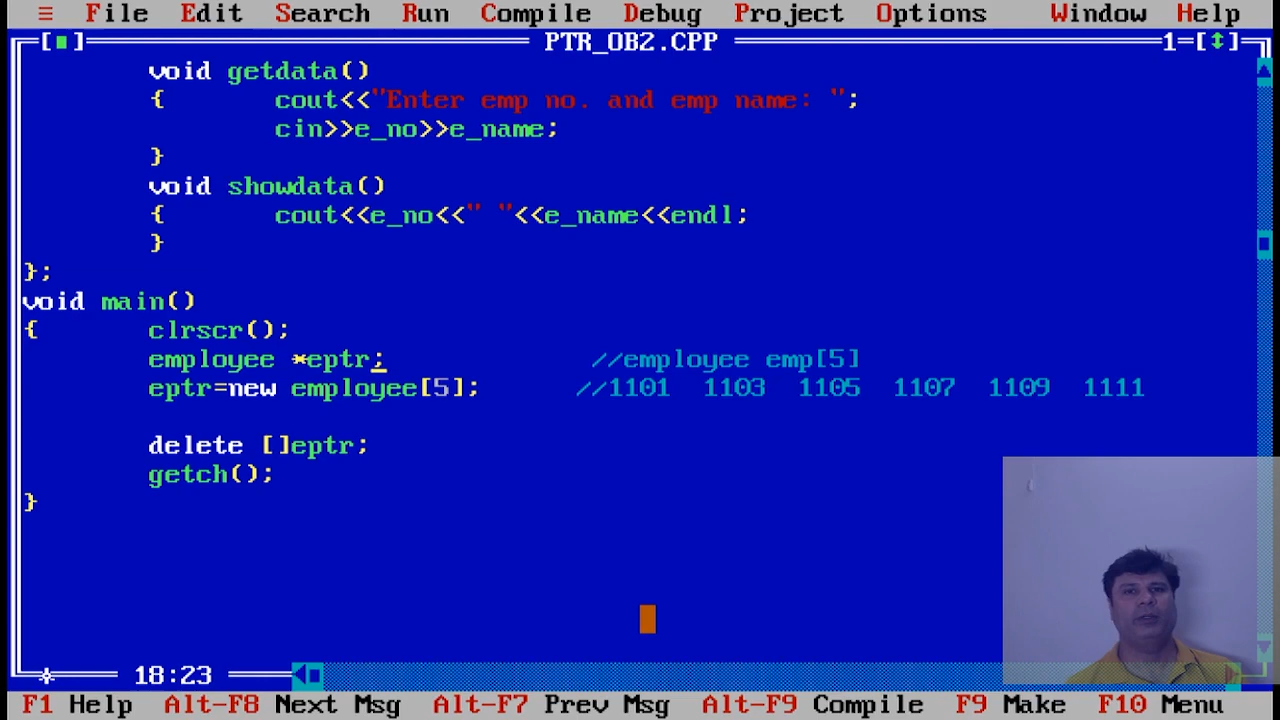 ≡ File Edit Search Run Compile Debug Project Options Window Help
[■] PTR_OB2.CPP 1=[↕]
void getdata()
{ cout<<"Enter emp no. and emp name: ";
cin>>e_no>>e_name;
}
void showdata()
{ cout<<e_no<<" "<<e_name<<endl;
}
};
void main()
{ clrscr();
employee *eptr; //employee emp[5]
eptr=new employee[5]; //1101 1103 1105 1107 1109 1111
delete []eptr;
getch();
}
18:23
F1 Help Alt-F8 Next Msg Alt-F7 Prev Msg Alt-F9 Compile F9 Make F10 Menu